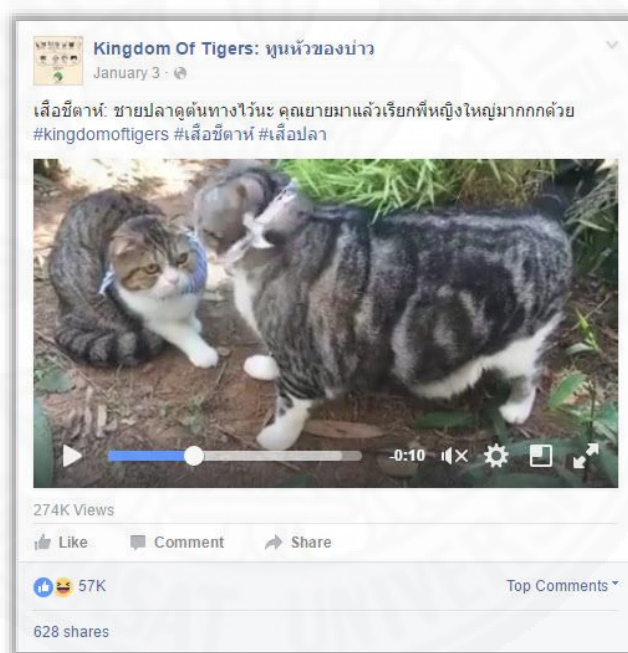 Kingdom Of Tigers: ทูนหัวของบ่าว
January 3 ·
เสือชีตาห์: ชายปลาดูต้นทางไว้นะ คุณยายมาแล้วเรียกพี่หญิงใหญ่มากกกด้วย
#kingdomoftigers #เสือชีตาห์ #เสือปลา
-0:10
274K Views
Like Comment Share
57K Top Comments
628 shares